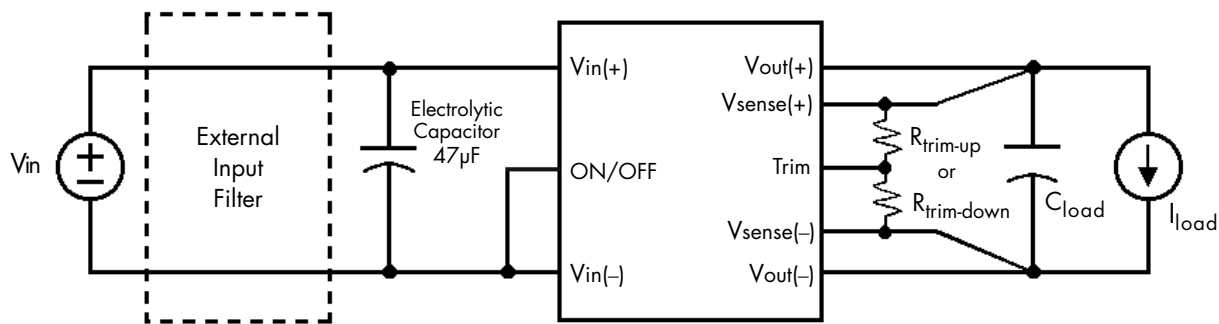 Vin
External
Input
Filter
Electrolytic
Capacitor
47µF
Vin(+)
ON/OFF
Vin(–)
Vout(+)
Vsense(+)
Trim
Vsense(–)
Vout(–)
Rtrim-up
or
Rtrim-down
Cload
Iload